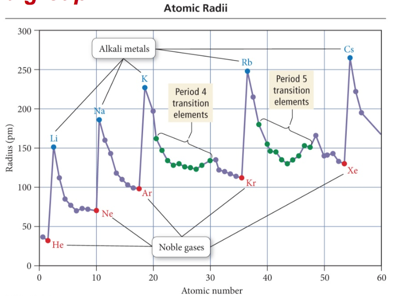 Atomic Radii
300
Alkali metals
Cs
Rb
K
250
Period 4
transition
elements
Period 5
transition
elements
200
Na
Li
150
Xe
Kr
Ar
100
Ne
50
He
Noble gases
0
Radius (pm)
0
10
20
30
40
50
60
Atomic number